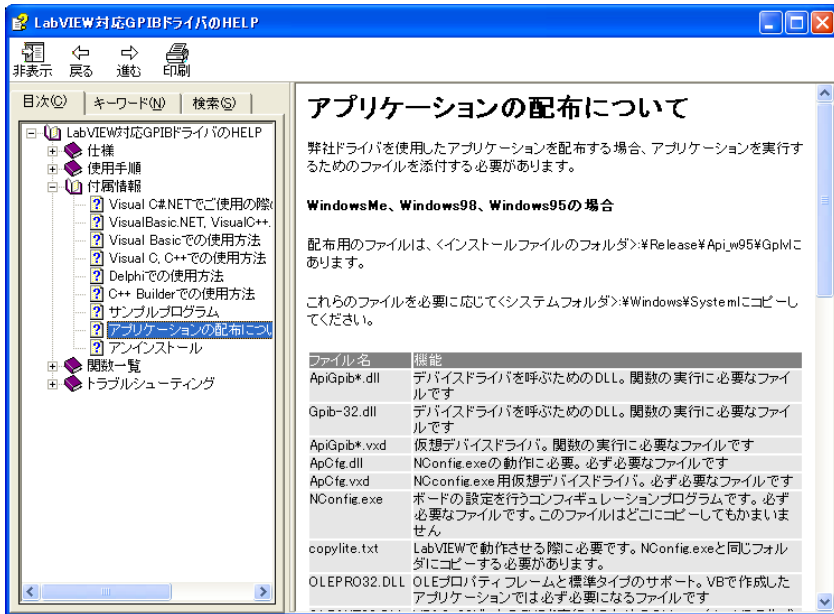 LabVIEW対応GPIBドライバのHELP
非表示 戻る 進む 印刷
目次(C) キーワード(N) 検索(S)
LabVIEW対応GPIBドライバのHELP
仕様
使用手順
付属情報
Visual C#.NETでご使用の際
VisualBasic.NET, VisualC++.
Visual Basicでの使用方法
Visual C, C++での使用方法
Delphiでの使用方法
C++ Builderでの使用方法
サンプルプログラム
アプリケーションの配布につい
アンインストール
関数一覧
トラブルシューティング
アプリケーションの配布について
弊社ドライバを使用したアプリケーションを配布する場合、アプリケーションを実行す
るためのファイルを添付する必要があります。
WindowsMe、Windows98、Windows95の場合
配布用のファイルは、<インストールファイルのフォルダ>:¥Release¥Api_w95¥Gplvに
あります。
これらのファイルを必要に応じて<システムフォルダ>:¥Windows¥Systemにコピーし
てください。
ファイル名 機能
ApiGpib*.dll デバイスドライバを呼ぶためのDLL。関数の実行に必要なファイ
ルです
Gpib-32.dll デバイスドライバを呼ぶためのDLL。関数の実行に必要なファイ
ルです
ApiGpib*.vxd 仮想デバイスドライバ。関数の実行に必要なファイルです
ApCfg.dll NConfig.exeの動作に必要。必ず必要なファイルです
ApCfg.vxd NCconfig.exe用仮想デバイスドライバ。必ず必要なファイルです
NConfig.exe ボードの設定を行うコンフィギュレーションプログラムです。必ず
必要なファイルです。このファイルはどこにコピーしてもかまいま
せん
copylite.txt LabVIEWで動作させる際に必要です。NConfig.exeと同じフォル
ダにコーする必要があります。
OLEPRO32.DLL OLEプロパティフレームと標準タイプのサポート。VBで作成した
アプリケーションでは必ず必要になるファイルです